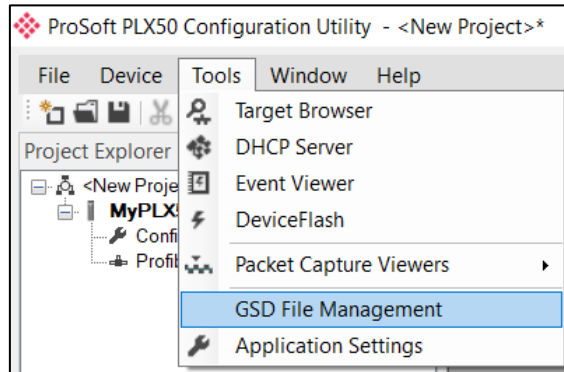 ProSoft PLX50 Configuration Utility - <New Project>*
File Device Tools Window Help
Target Browser
Project Explorer
DHCP Server
<New Proje
Event Viewer
MyPLX5
DeviceFlash
Confi
Profib
Packet Capture Viewers
GSD File Management
Application Settings